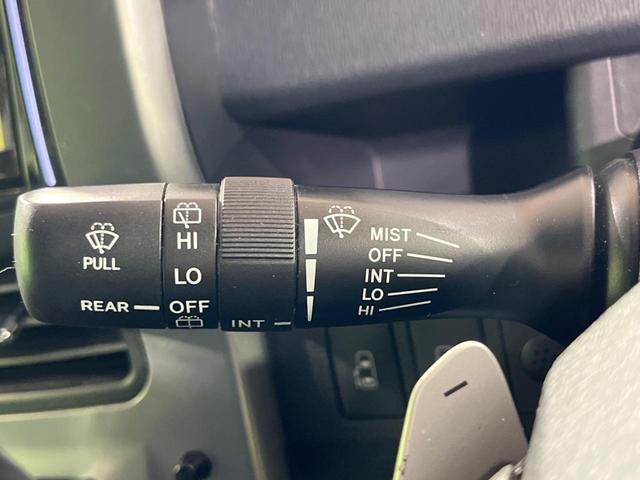 PULL
REAR
HI
LO
OFF
INT
MIST
OFF
INT
LO
HI